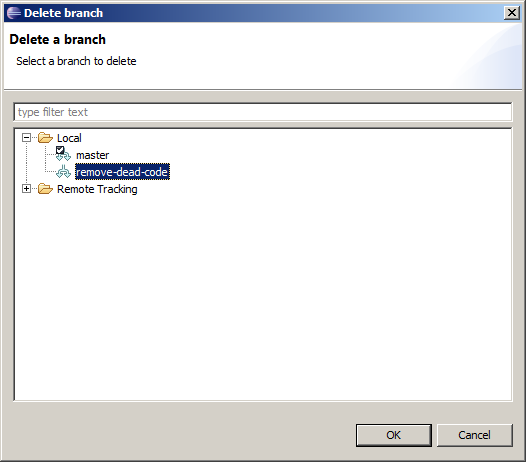 Delete branch
Delete a branch
Select a branch to delete
type filter text
Local
master
remove-dead-code
Remote Tracking
OK Cancel